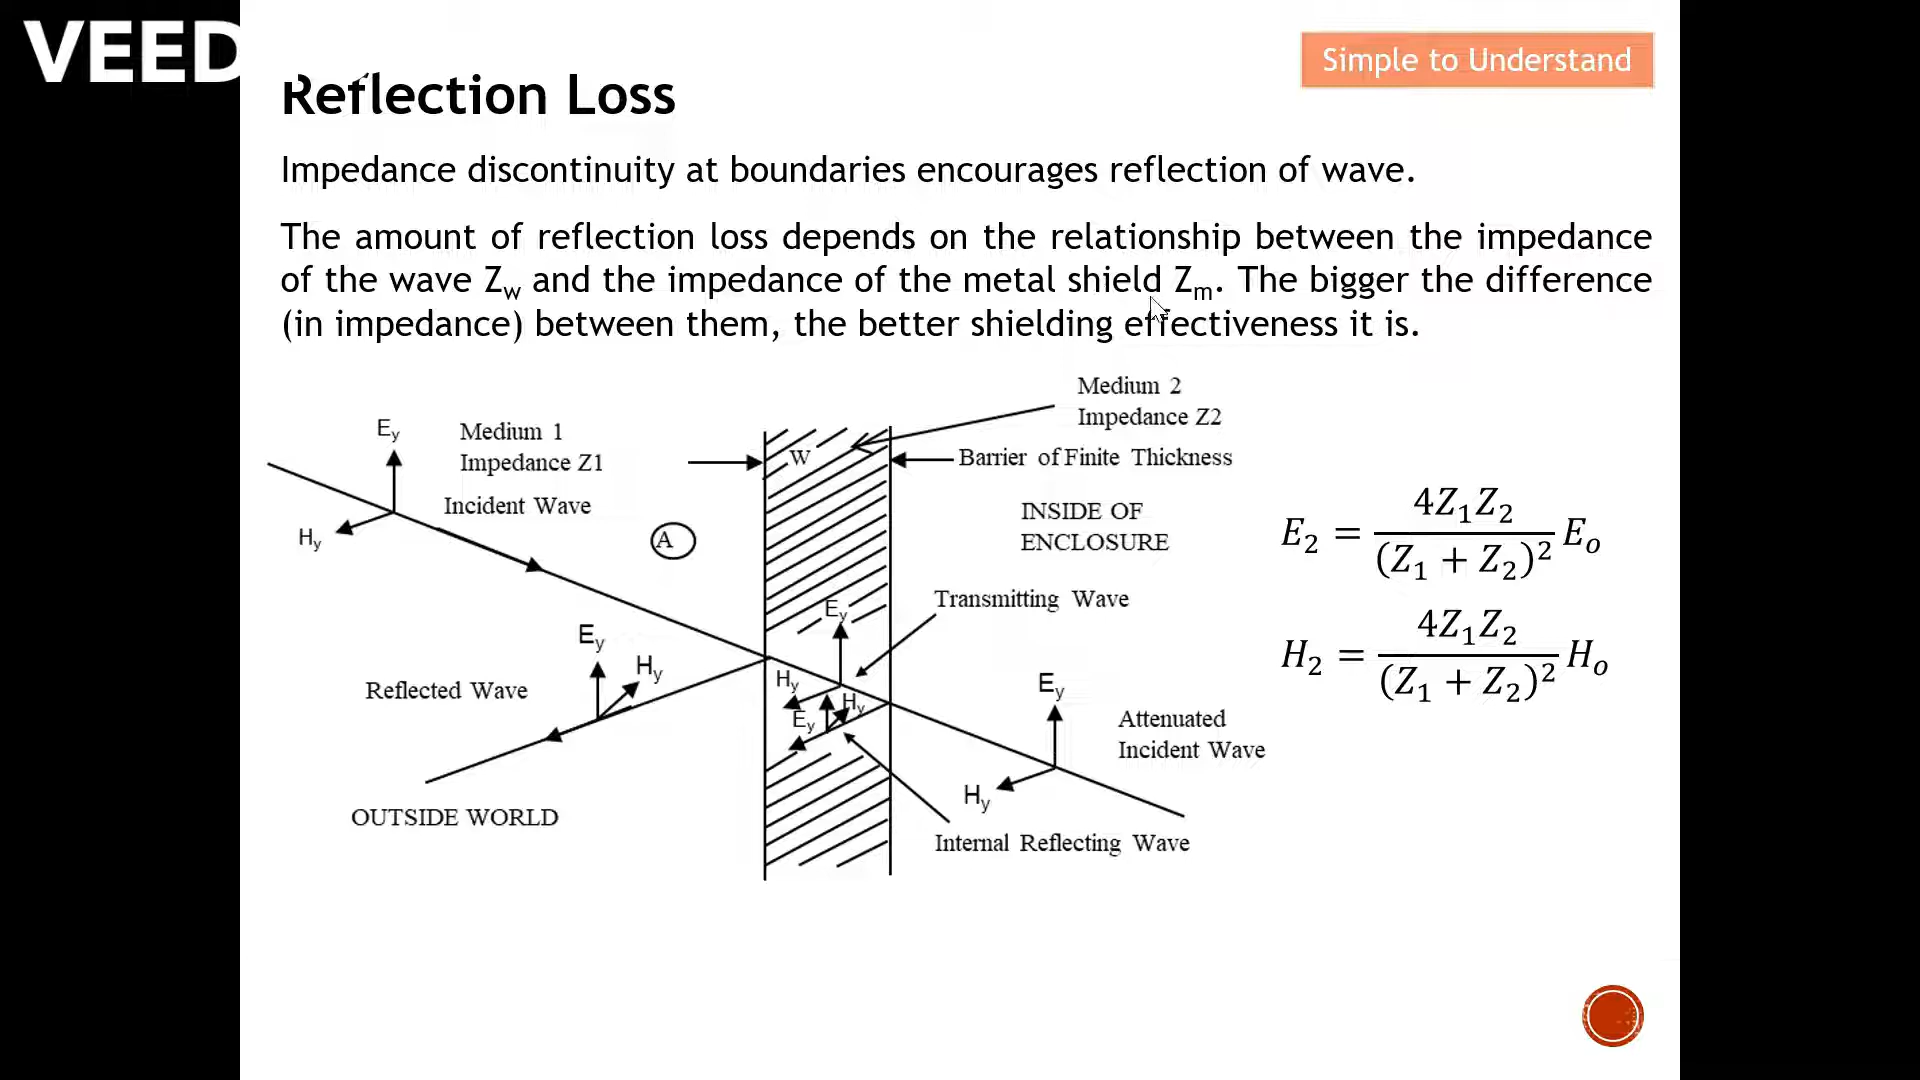 VEED
Simple to Understand
Reflection Loss
Impedance discontinuity at boundaries encourages reflection of wave.
The amount of reflection loss depends on the relationship between the impedance
of the wave Zw and the impedance of the metal shield Zm. The bigger the difference
(in impedance) between them, the better shielding effectiveness it is.
Medium 2
Impedance Z2
Ey
Medium 1
Impedance Z1
W
Barrier of Finite Thickness
Incident Wave
Hy
A
INSIDE OF
ENCLOSURE
E₂ = 4Z₁Z₂ / (Z₁ + Z₂)² Eₒ
Transmitting Wave
Ey
H₂ = 4Z₁Z₂ / (Z₁ + Z₂)² Hₒ
Ey
Hy
Reflected Wave
Hy
Ey
Hy
Ey
Attenuated
Incident Wave
Hy
OUTSIDE WORLD
Internal Reflecting Wave